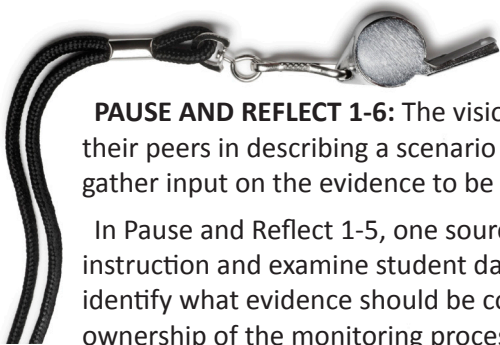 PAUSE AND REFLECT 1-6: The visio
their peers in describing a scenario
gather input on the evidence to be
In Pause and Reflect 1-5, one sourc
instruction and examine student da
identify what evidence should be co
ownership of the monitoring proces